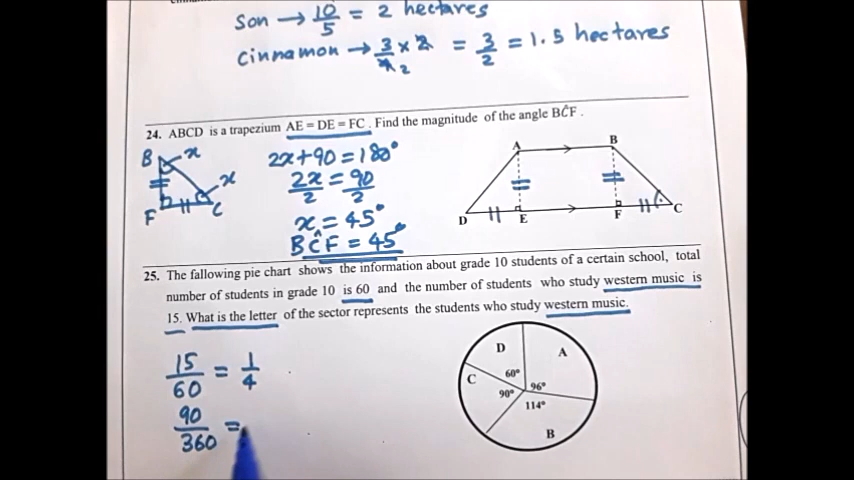 son → 10/5 = 2 hectares
cinnamon → 3/4 2 × 2 = 3/2 = 1.5 hectares
24. ABCD is a trapezium AE = DE = FC . Find the magnitude of the angle BĈF .
B x
x
F C
2x+90 = 180°
2x/2 = 90/2
x = 45°
BĈF = 45°
A B
D E F C
25. The fallowing pie chart shows the information about grade 10 students of a certain school, total
number of students in grade 10 is 60 and the number of students who study western music is
15. What is the letter of the sector represents the students who study western music.
15/60 = 1/4
90/360 =
D A
C 60°
90° 96°
114°
B